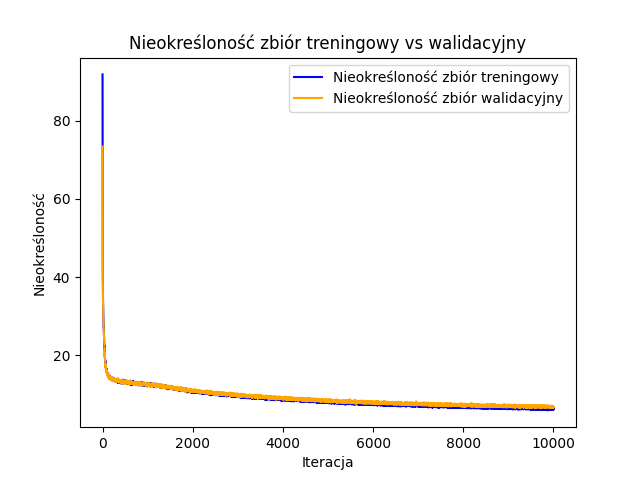 Nieokreśloność zbiór treningowy vs walidacyjny
Nieokreśloność zbiór treningowy
Nieokreśloność zbiór walidacyjny
Nieokreśloność
80
60
40
20
0 2000 4000 6000 8000 10000
Iteracja